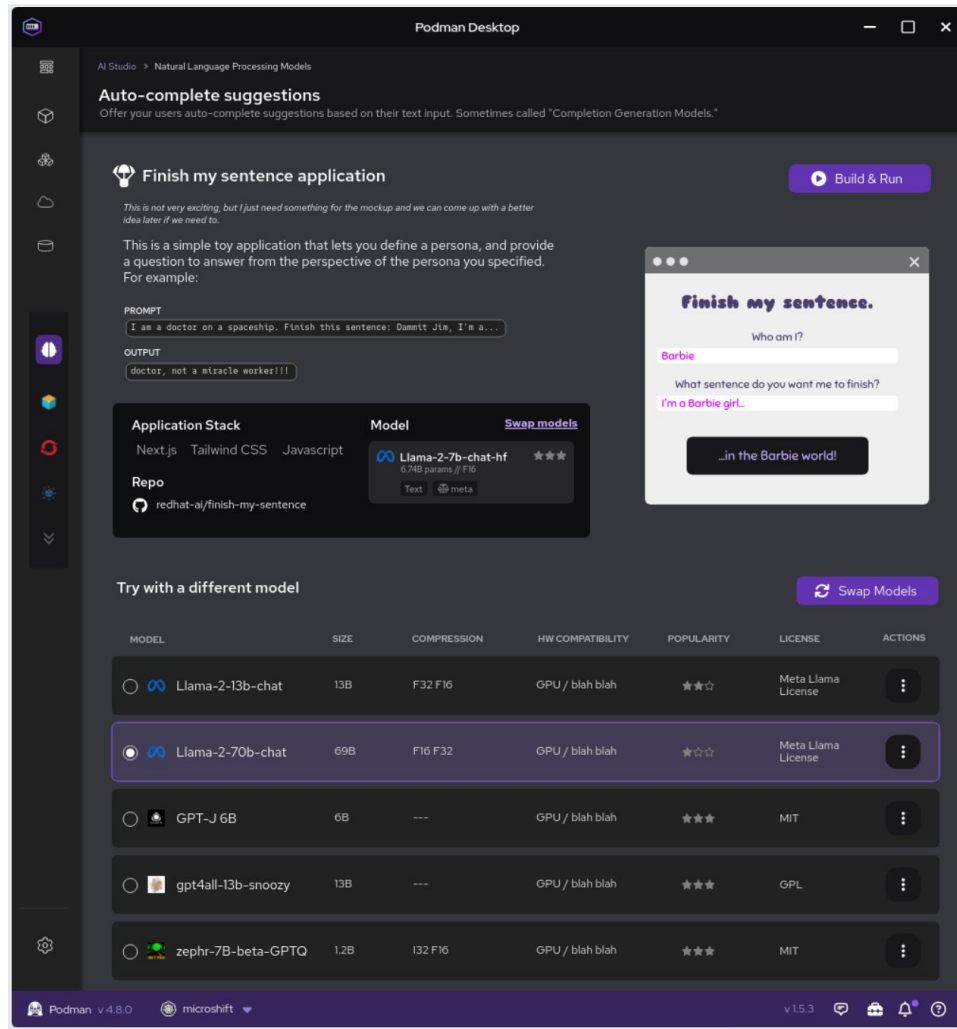 Podman Desktop
AI Studio > Natural Language Processing Models
Auto-complete suggestions
Offer your users auto-complete suggestions based on their text input. Sometimes called "Completion Generation Models."
Finish my sentence application
Build & Run
This is not very exciting, but I just need something for the mockup and we can come up with a better
idea later if we need to.
This is a simple toy application that lets you define a persona, and provide
a question to answer from the perspective of the persona you specified.
For example:
PROMPT
I am a doctor on a spaceship. Finish this sentence: Dammit Jim, I'm a...
OUTPUT
doctor, not a miracle worker!!!
Finish my sentence.
Who am I?
Barbie
What sentence do you want me to finish?
I'm a Barbie girl...
...in the Barbie world!
Application Stack
Next.js Tailwind CSS Javascript
Repo
redhat-ai/finish-my-sentence
Model Swap models
Llama-2-7b-chat-hf
6.74B params // F16
Text meta
Try with a different model
Swap Models
MODEL SIZE COMPRESSION HW COMPATIBILITY POPULARITY LICENSE ACTIONS
Llama-2-13b-chat 13B F32 F16 GPU / blah blah Meta Llama
License
Llama-2-70b-chat 69B F16 F32 GPU / blah blah Meta Llama
License
GPT-J 6B 6B --- GPU / blah blah MIT
gpt4all-13b-snoozy 13B --- GPU / blah blah GPL
zephr-7B-beta-GPTQ 1.2B I32 F16 GPU / blah blah MIT
Podman v 4.8.0 microshift v 1.5.3